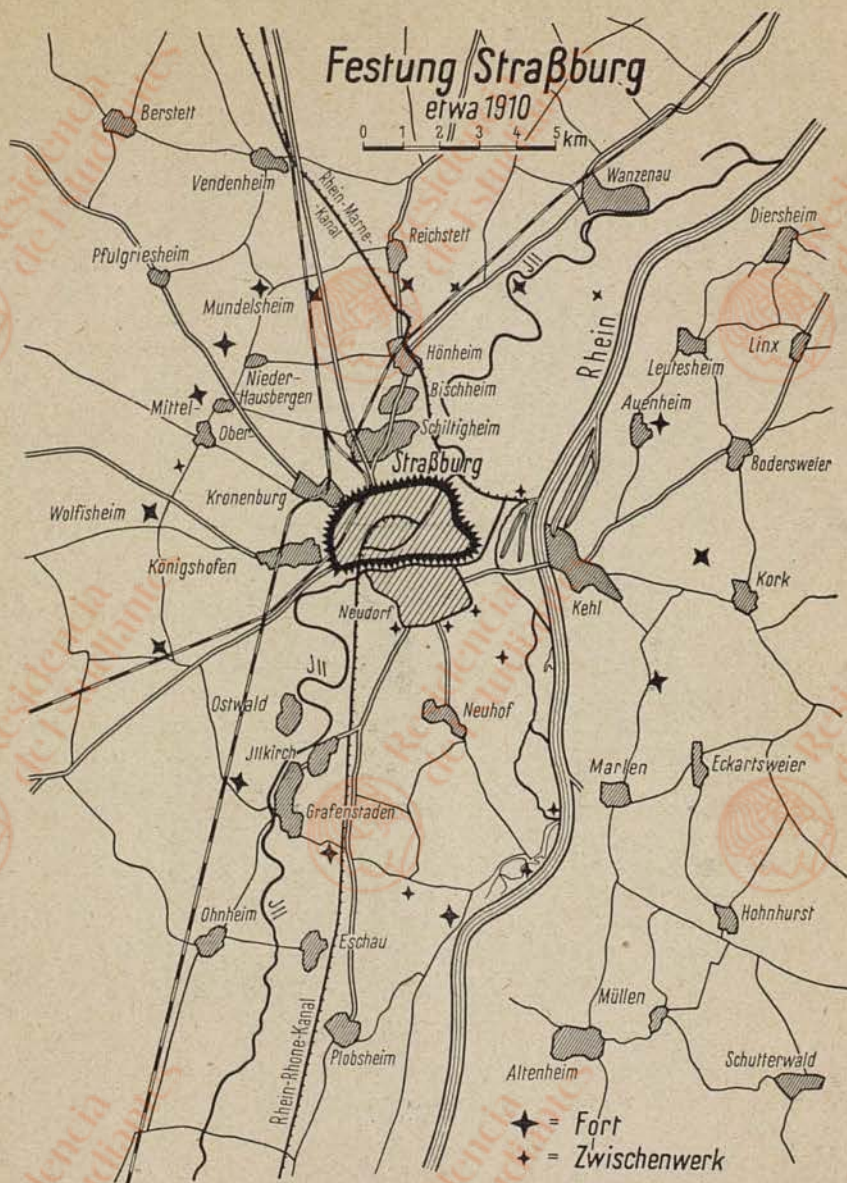 Festung Straßburg
etwa 1910
0 1 2 3 4 5 km
Berstett
Vendenheim
Wanzenau
Rhein-Marne-
Kanal
Reichstett
Diersheim
Pfulgriesheim
Jll
Mundelsheim
Rhein
Hönheim
Leutesheim
Linx
Nieder-
Hausbergen
Mittel-
Ober-
Bischheim
Auenheim
Schiltigheim
Straßburg
Bodersweier
Kronenburg
Wolfisheim
Königshofen
Kehl
Kork
Neudorf
Jll
Ostwald
Neuhof
Jllkirch
Marlen
Eckartsweier
Grafenstaden
Jll
Ohnheim
Eschau
Hohnhurst
Rhein-Rhone-Kanal
Müllen
Plobsheim
Altenheim
Schutterwald
= Fort
= Zwischenwerk
Residencia
de Estudiantes